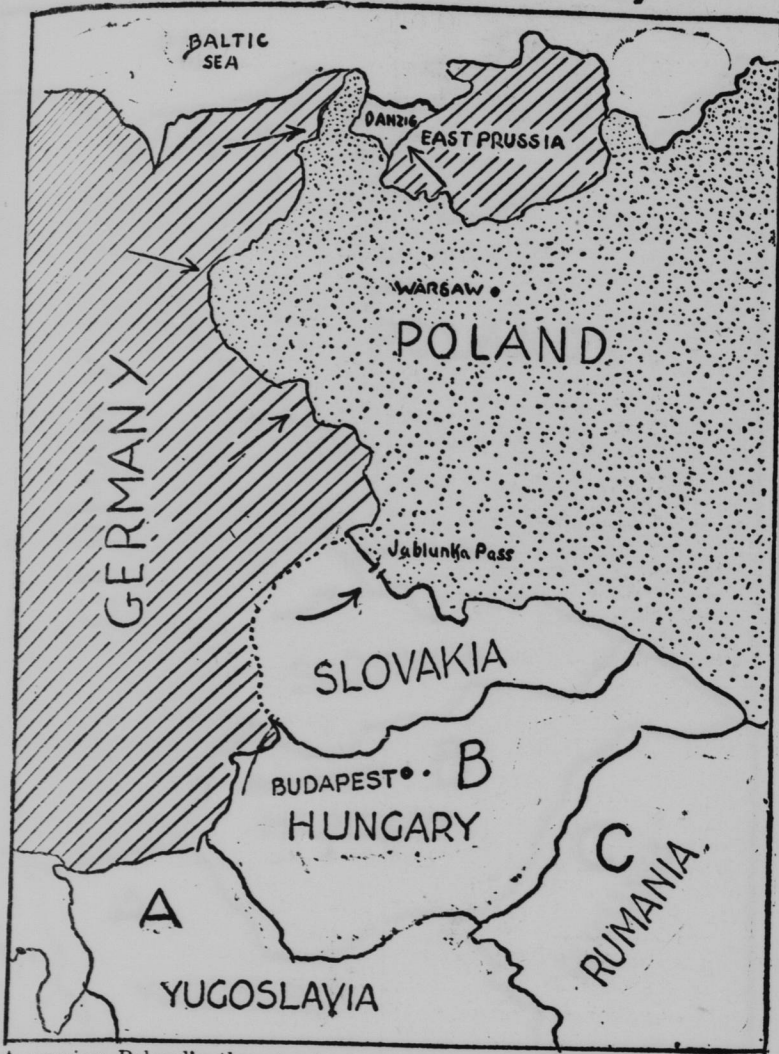 BALTIC
SEA
DANZIG
EAST PRUSSIA
WARSAW
POLAND
GERMANY
Jablunka Pass
SLOVAKIA
BUDAPEST
B
HUNGARY
C
RUMANIA
A
YUGOSLAVIA